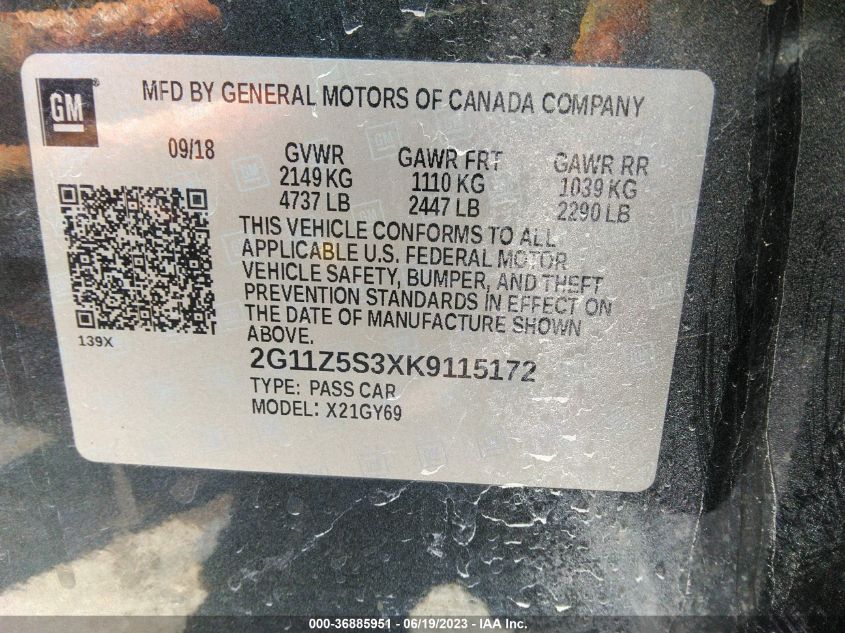 GM
MFD BY GENERAL MOTORS OF CANADA COMPANY
09/18 GVWR GAWR FRT GAWR RR
2149 KG 1110 KG 1039 KG
4737 LB 2447 LB 2290 LB
THIS VEHICLE CONFORMS TO ALL
APPLICABLE U.S. FEDERAL MOTOR
VEHICLE SAFETY, BUMPER, AND THEFT
PREVENTION STANDARDS IN EFFECT ON
THE DATE OF MANUFACTURE SHOWN
ABOVE.
139X
2G11Z5S3XK9115172
TYPE: PASS CAR
MODEL: X21GY69
000-36885951 - 06/19/2023 - IAA Inc.